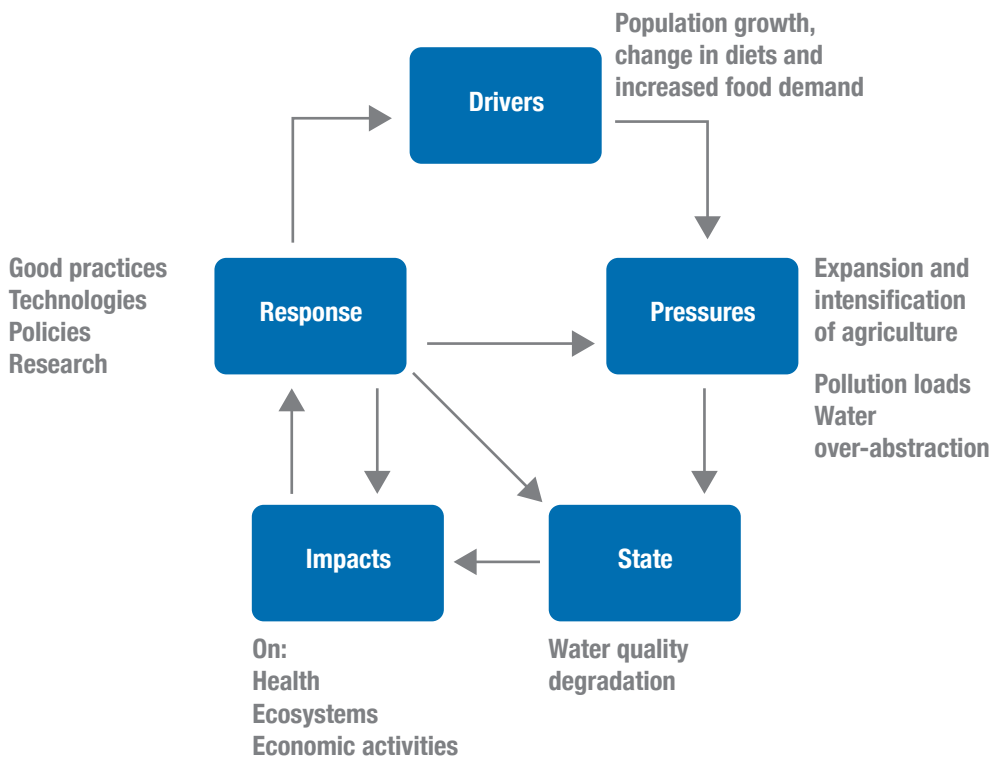 Population growth,
change in diets and
increased food demand
Drivers
Good practices
Technologies
Policies
Research
Response
Pressures
Expansion and
intensification
of agriculture
Pollution loads
Water
over-abstraction
Impacts
State
On:
Health
Ecosystems
Economic activities
Water quality
degradation